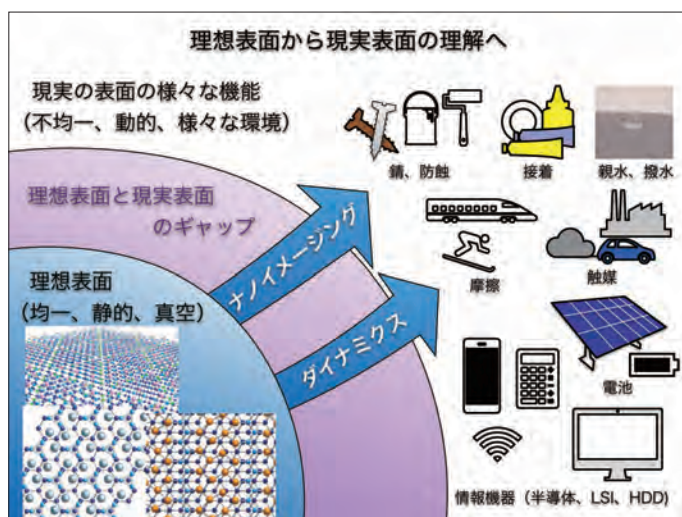 理想表面から現実表面の理解へ
現実の表面の様々な機能
(不均一、動的、様々な環境)
錆、防蝕
接着
親水、撥水
理想表面と現実表面
のギャップ
ナノイメージング
摩擦
触媒
理想表面
(均一、静的、真空)
ダイナミクス
電池
情報機器(半導体、LSI、HDD)